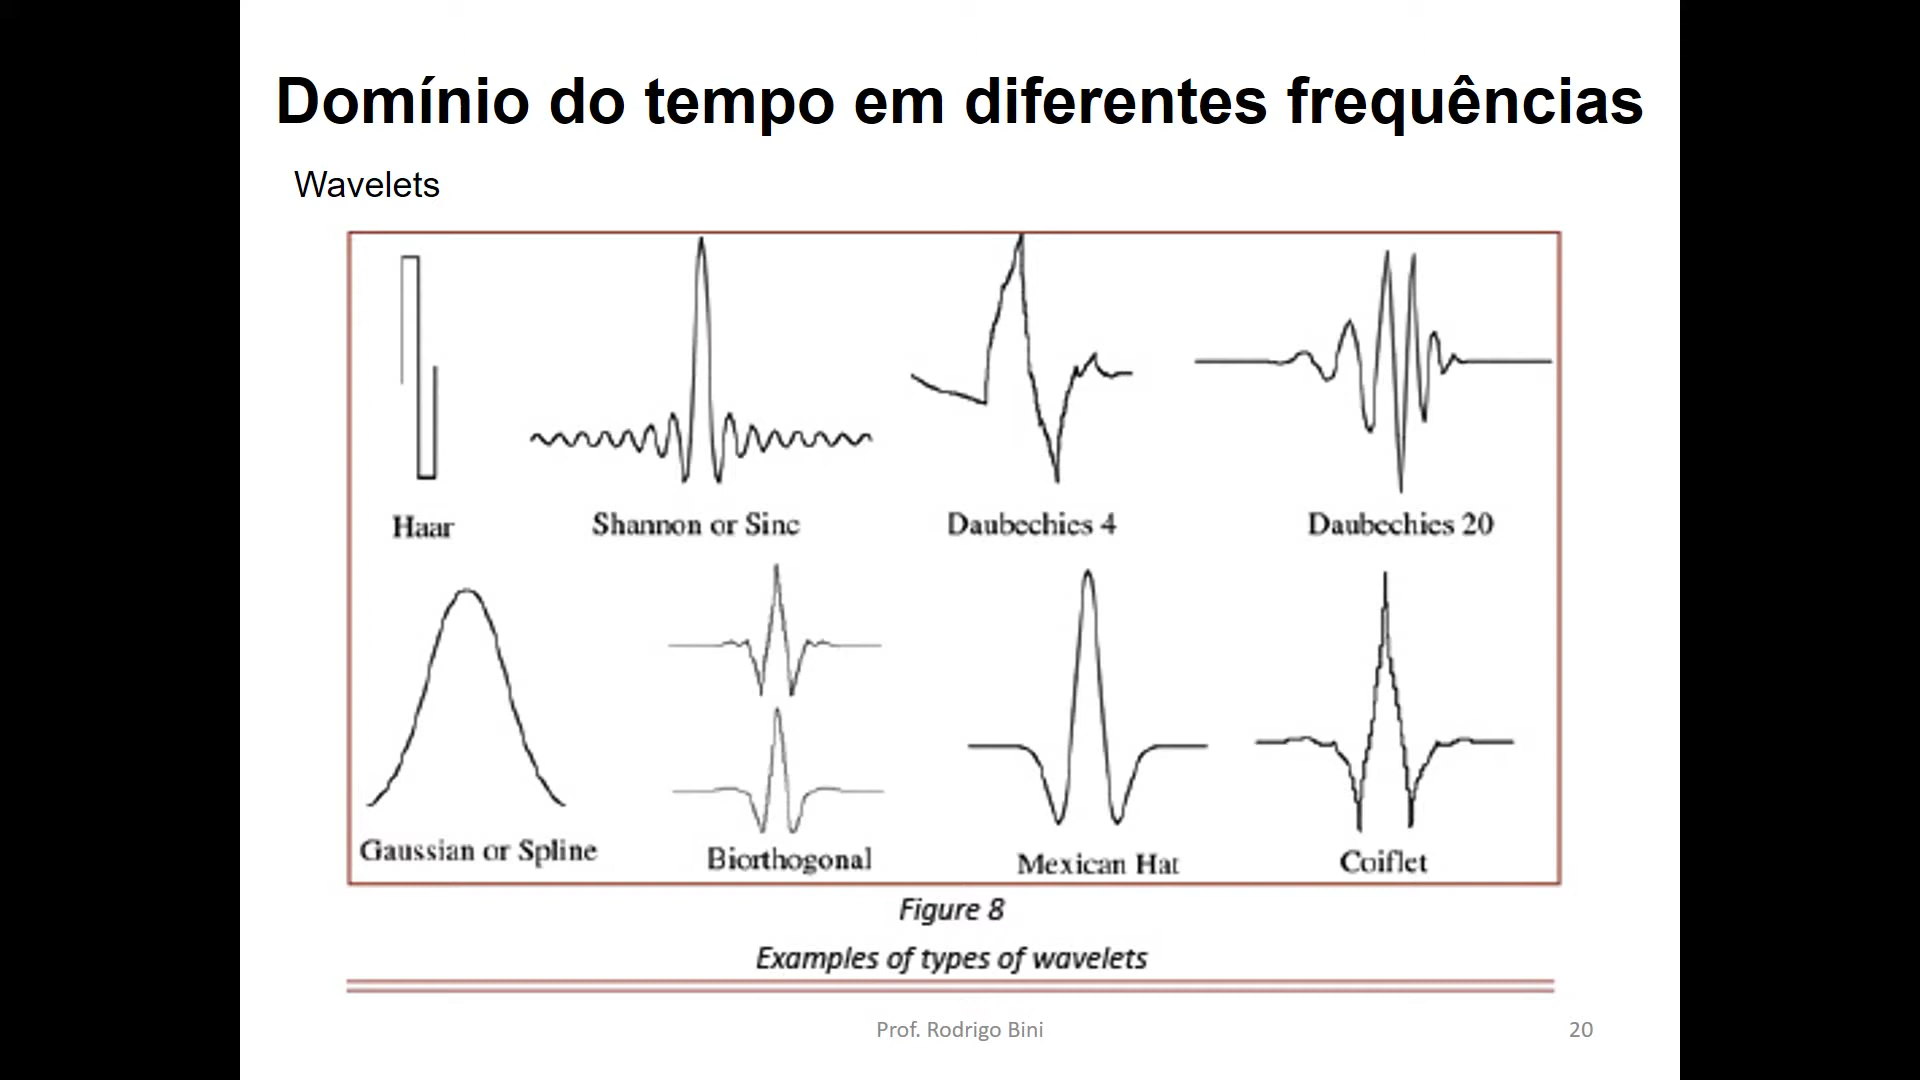 Domínio do tempo em diferentes frequências
Wavelets
Haar
Shannon or Sinc
Daubechies 4
Daubechies 20
Gaussian or Spline
Biorthogonal
Mexican Hat
Coiflet
Figure 8
Examples of types of wavelets
Prof. Rodrigo Bini
20